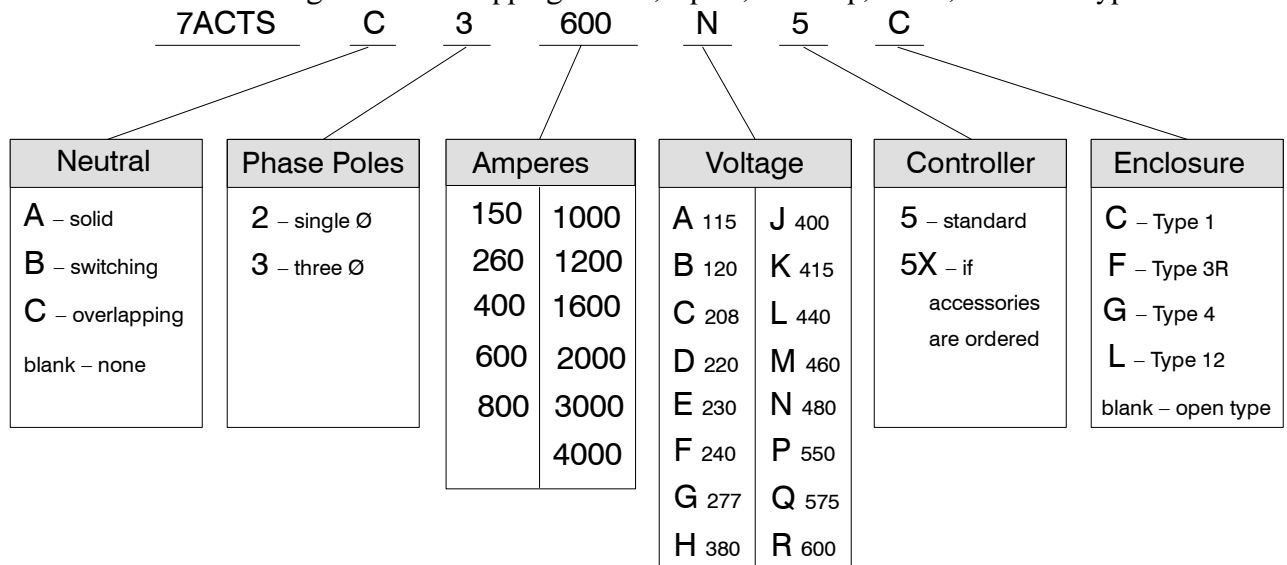 7ACTS C 3 600 N 5 C
Neutral
A – solid
B – switching
C – overlapping
blank – none
Phase Poles
2 – single Ø
3 – three Ø
Amperes
150 1000
260 1200
400 1600
600 2000
800 3000
4000
Voltage
A 115 J 400
B 120 K 415
C 208 L 440
D 220 M 460
E 230 N 480
F 240 P 550
G 277 Q 575
H 380 R 600
Controller
5 – standard
5X – if
accessories
are ordered
Enclosure
C – Type 1
F – Type 3R
G – Type 4
L – Type 12
blank – open type